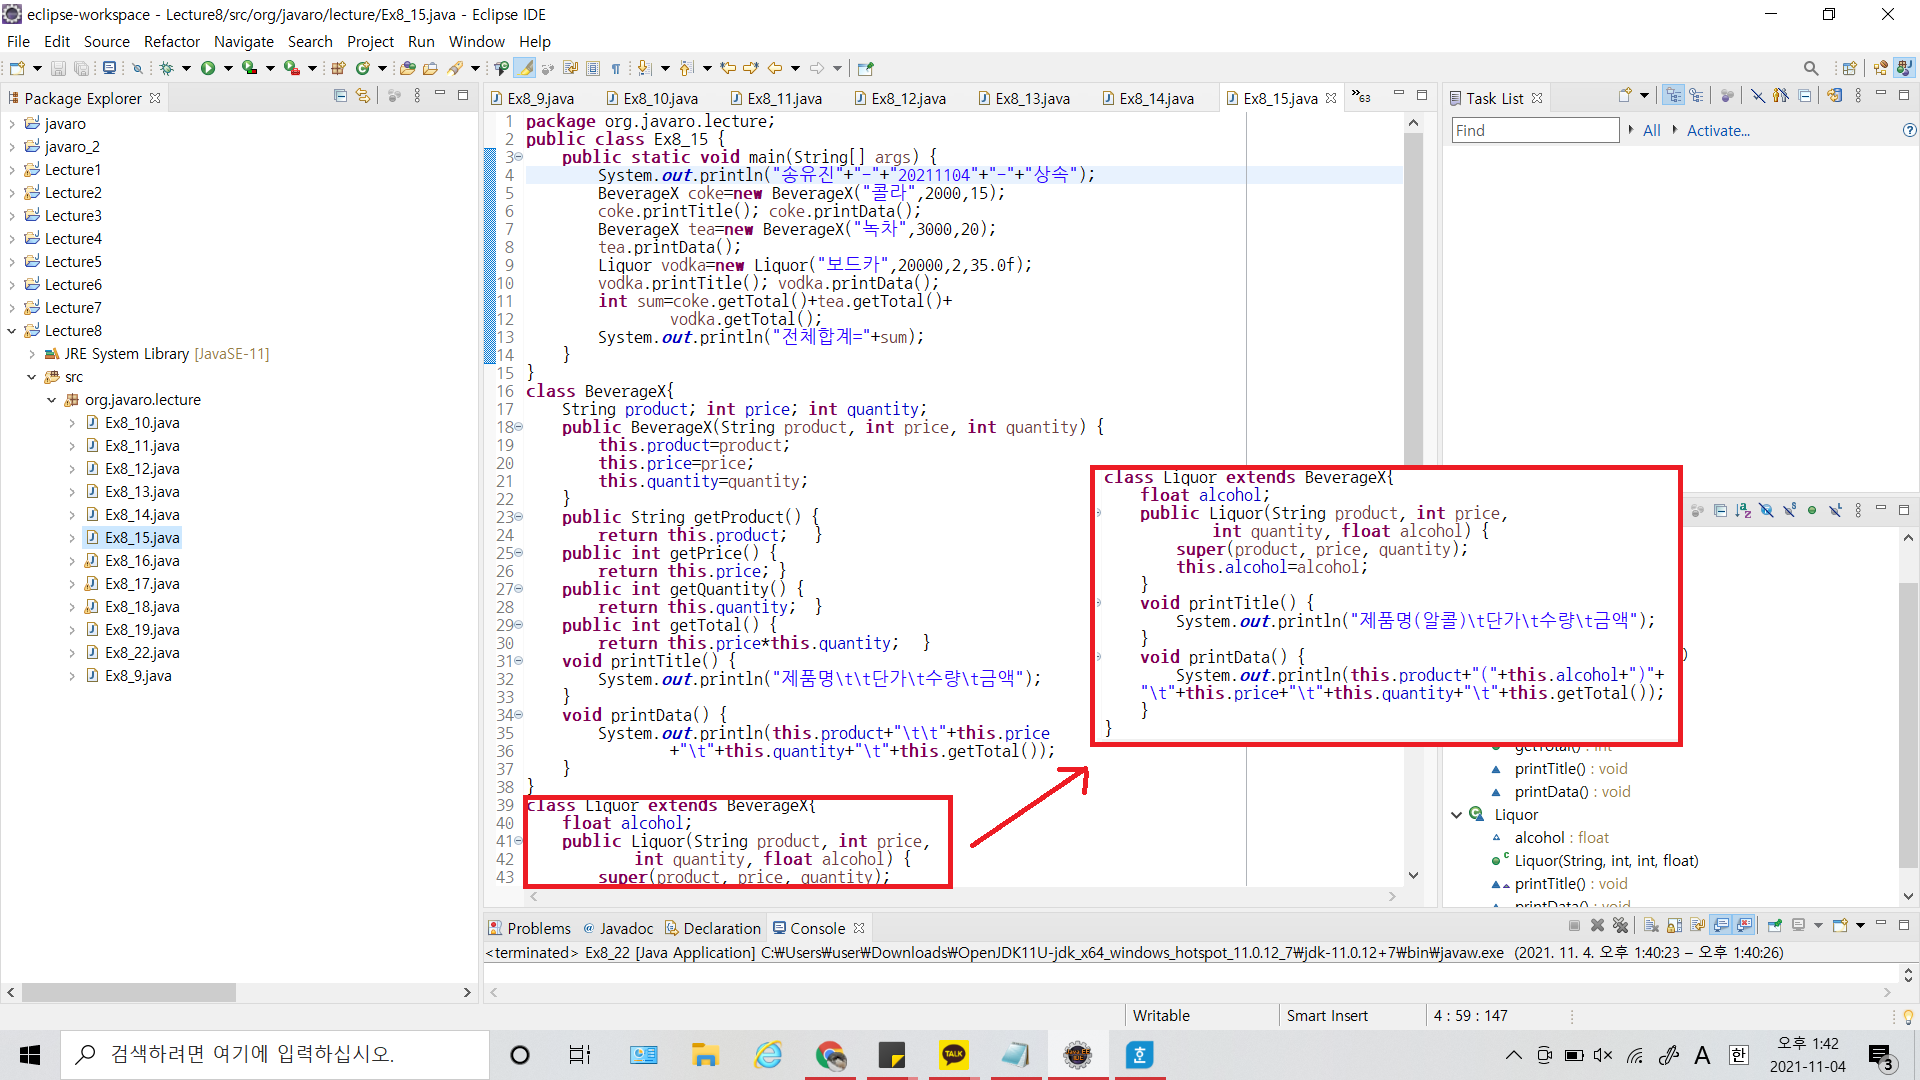 eclipse-workspace - Lecture8/src/org/javaro/lecture/Ex8_15.java - Eclipse IDE
File Edit Source Refactor Navigate Search Project Run Window Help
Package Explorer
javaro
javaro_2
Lecture1
Lecture2
Lecture3
Lecture4
Lecture5
Lecture6
Lecture7
Lecture8
JRE System Library [JavaSE-11]
src
org.javaro.lecture
Ex8_10.java
Ex8_11.java
Ex8_12.java
Ex8_13.java
Ex8_14.java
Ex8_15.java
Ex8_16.java
Ex8_17.java
Ex8_18.java
Ex8_19.java
Ex8_22.java
Ex8_9.java
Ex8_9.java Ex8_10.java Ex8_11.java Ex8_12.java Ex8_13.java Ex8_14.java Ex8_15.java »63
1 package org.javaro.lecture;
2 public class Ex8_15 {
3 public static void main(String[] args) {
4 System.out.println("송유진"+"-"+"20211104"+"-"+"상속");
5 BeverageX coke=new BeverageX("콜라",2000,15);
6 coke.printTitle(); coke.printData();
7 BeverageX tea=new BeverageX("녹차",3000,20);
8 tea.printData();
9 Liquor vodka=new Liquor("보드카",20000,2,35.0f);
10 vodka.printTitle(); vodka.printData();
11 int sum=coke.getTotal()+tea.getTotal()+
12 vodka.getTotal();
13 System.out.println("전체합계="+sum);
14 }
15 }
16 class BeverageX{
17 String product; int price; int quantity;
18 public BeverageX(String product, int price, int quantity) {
19 this.product=product;
20 this.price=price;
21 this.quantity=quantity;
22 }
23 public String getProduct() {
24 return this.product; }
25 public int getPrice() {
26 return this.price; }
27 public int getQuantity() {
28 return this.quantity; }
29 public int getTotal() {
30 return this.price*this.quantity; }
31 void printTitle() {
32 System.out.println("제품명\t\t단가\t수량\t금액");
33 }
34 void printData() {
35 System.out.println(this.product+"\t\t"+this.price
36 +"\t"+this.quantity+"\t"+this.getTotal());
37 }
38 }
39 class Liquor extends BeverageX{
40 float alcohol;
41 public Liquor(String product, int price,
42 int quantity, float alcohol) {
43 super(product, price, quantity);
class Liquor extends BeverageX{
float alcohol;
public Liquor(String product, int price,
int quantity, float alcohol) {
super(product, price, quantity);
this.alcohol=alcohol;
}
void printTitle() {
System.out.println("제품명(알콜)\t단가\t수량\t금액");
}
void printData() {
System.out.println(this.product+"("+this.alcohol+")"+
"\t"+this.price+"\t"+this.quantity+"\t"+this.getTotal());
}
}
Task List
Find All Activate...
getTotal() : int
printTitle() : void
printData() : void
Liquor
alcohol : float
Liquor(String, int, int, float)
printTitle() : void
printData() : void
Problems Javadoc Declaration Console
<terminated> Ex8_22 [Java Application] C:₩Users₩user₩Downloads₩OpenJDK11U-jdk_x64_windows_hotspot_11.0.12_7₩jdk-11.0.12+7₩bin₩javaw.exe (2021. 11. 4. 오후 1:40:23 – 오후 1:40:26)
Writable Smart Insert 4 : 59 : 147
검색하려면 여기에 입력하십시오.
TALK
호
A 한
오후 1:42
2021-11-04
3